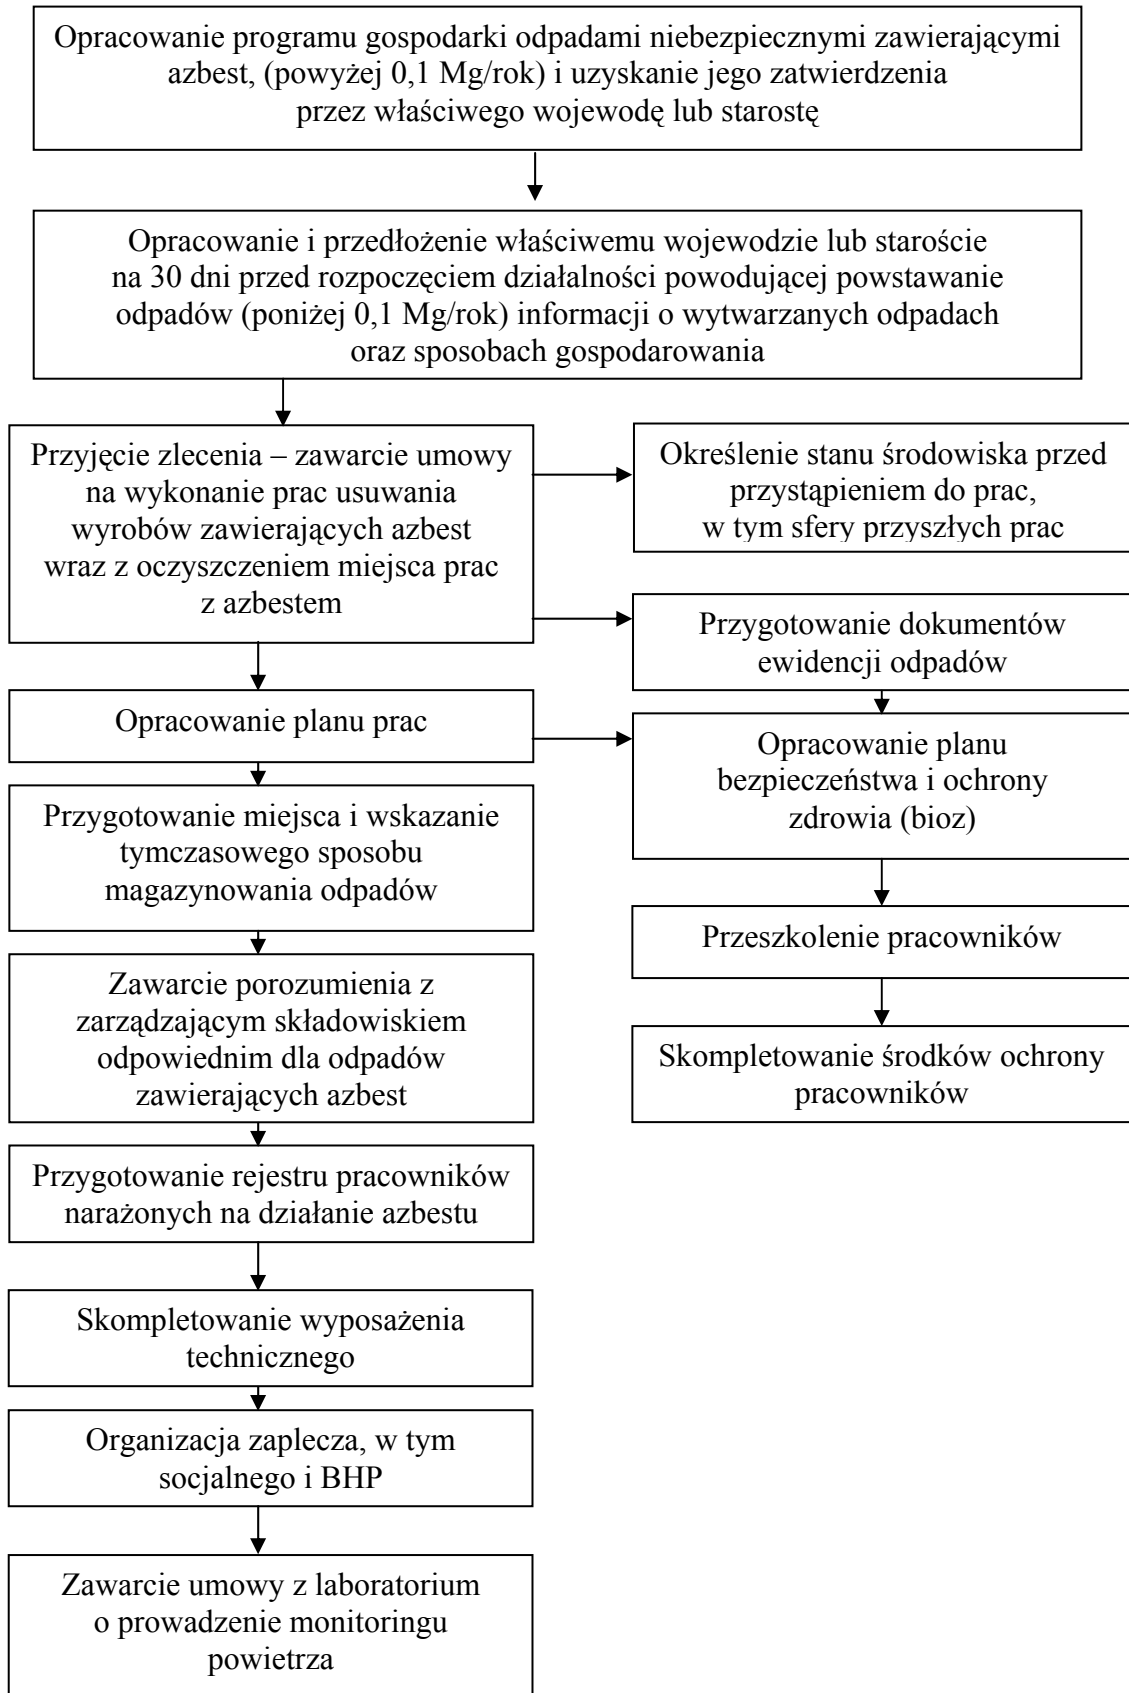 Opracowanie programu gospodarki odpadami niebezpiecznymi zawierającymi
azbest, (powyżej 0,1 Mg/rok) i uzyskanie jego zatwierdzenia
przez właściwego wojewodę lub starostę
Opracowanie i przedłożenie właściwemu wojewodzie lub staroście
na 30 dni przed rozpoczęciem działalności powodującej powstawanie
odpadów (poniżej 0,1 Mg/rok) informacji o wytwarzanych odpadach
oraz sposobach gospodarowania
Przyjęcie zlecenia – zawarcie umowy
na wykonanie prac usuwania
wyrobów zawierających azbest
wraz z oczyszczeniem miejsca prac
z azbestem
Określenie stanu środowiska przed
przystąpieniem do prac,
w tym sfery przyszłych prac
Przygotowanie dokumentów
ewidencji odpadów
Opracowanie planu prac
Opracowanie planu
bezpieczeństwa i ochrony
zdrowia (bioz)
Przygotowanie miejsca i wskazanie
tymczasowego sposobu
magazynowania odpadów
Przeszkolenie pracowników
Zawarcie porozumienia z
zarządzającym składowiskiem
odpowiednim dla odpadów
zawierających azbest
Skompletowanie środków ochrony
pracowników
Przygotowanie rejestru pracowników
narażonych na działanie azbestu
Skompletowanie wyposażenia
technicznego
Organizacja zaplecza, w tym
socjalnego i BHP
Zawarcie umowy z laboratorium
o prowadzenie monitoringu
powietrza